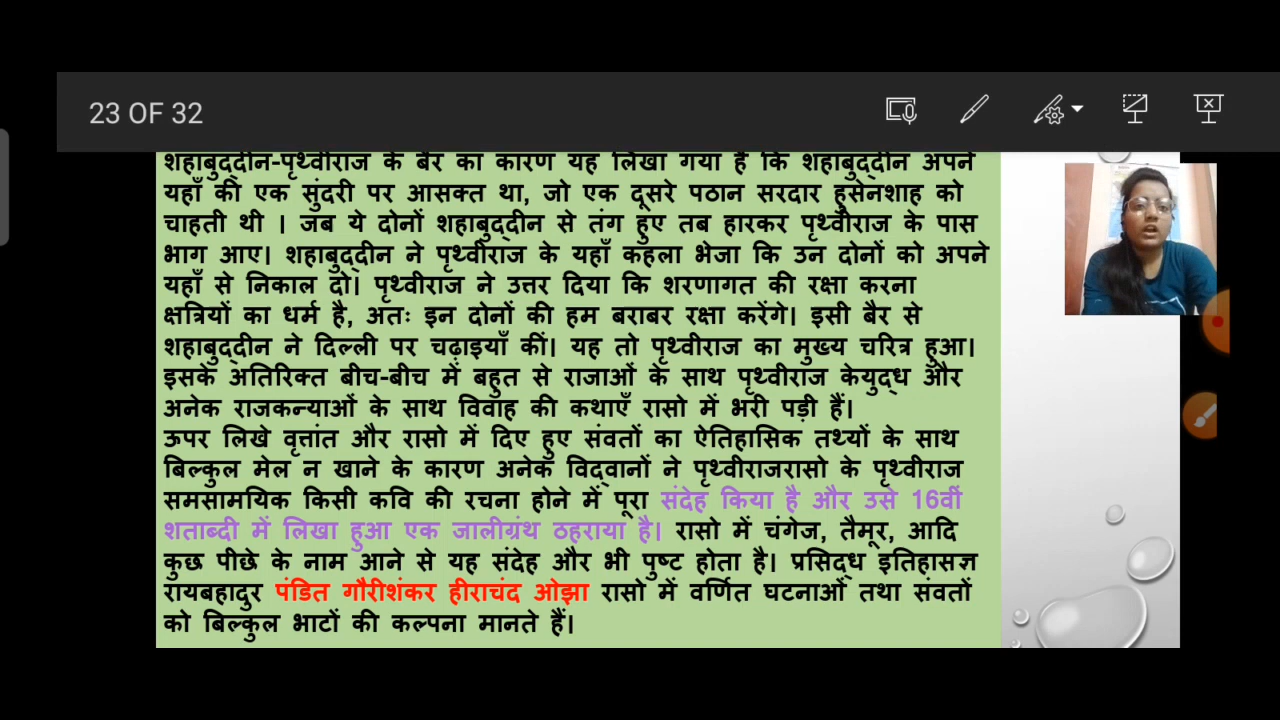 23 OF 32
शहाबुद्दीन-पृथ्वीराज के बैर का कारण यह लिखा गया है कि शहाबुद्दीन अपने
यहाँ की एक सुंदरी पर आसक्त था, जो एक दूसरे पठान सरदार हुसेनशाह को
चाहती थी । जब ये दोनों शहाबुद्दीन से तंग हुए तब हारकर पृथ्वीराज के पास
भाग आए। शहाबुद्दीन ने पृथ्वीराज के यहाँ कहला भेजा कि उन दोनों को अपने
यहाँ से निकाल दो। पृथ्वीराज ने उत्तर दिया कि शरणागत की रक्षा करना
क्षत्रियों का धर्म है, अतः इन दोनों की हम बराबर रक्षा करेंगे। इसी बैर से
शहाबुद्दीन ने दिल्ली पर चढ़ाइयाँ कीं। यह तो पृथ्वीराज का मुख्य चरित्र हुआ।
इसके अतिरिक्त बीच-बीच में बहुत से राजाओं के साथ पृथ्वीराज केयुद्ध और
अनेक राजकन्याओं के साथ विवाह की कथाएँ रासो में भरी पड़ी हैं।
ऊपर लिखे वृत्तांत और रासो में दिए हुए संवतों का ऐतिहासिक तथ्यों के साथ
बिल्कुल मेल न खाने के कारण अनेक विद्वानों ने पृथ्वीराजरासो के पृथ्वीराज
समसामयिक किसी कवि की रचना होने में पूरा संदेह किया है और उसे 16वीं
शताब्दी में लिखा हुआ एक जालीग्रंथ ठहराया है। रासो में चंगेज, तैमूर, आदि
कुछ पीछे के नाम आने से यह संदेह और भी पुष्ट होता है। प्रसिद्ध इतिहासज्ञ
रायबहादुर पंडित गौरीशंकर हीराचंद ओझा रासो में वर्णित घटनाओं तथा संवतों
को बिल्कुल भाटों की कल्पना मानते हैं।